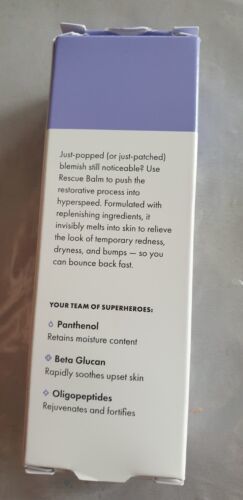 Just-popped (or just-patched)
blemish still noticeable? Use
Rescue Balm to push the
restorative process into
hyperspeed. Formulated with
replenishing ingredients, it
invisibly melts into skin to relieve
the look of temporary redness,
dryness, and bumps — so you
can bounce back fast.
YOUR TEAM OF SUPERHEROES:
Panthenol
Retains moisture content
Beta Glucan
Rapidly soothes upset skin
Oligopeptides
Rejuvenates and fortifies